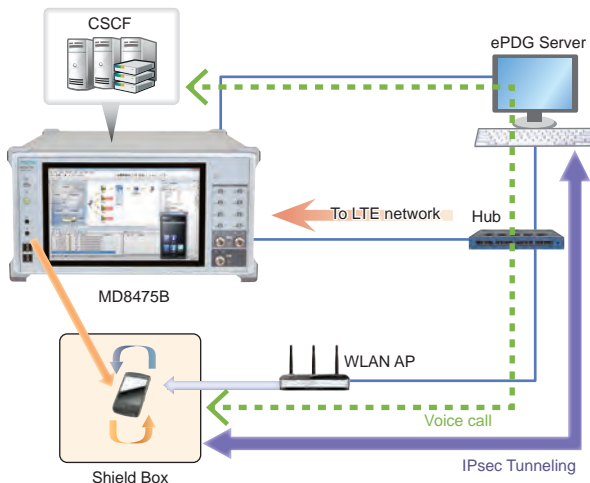 CSCF
ePDG Server
To LTE network
Hub
MD8475B
WLAN AP
Voice call
IPsec Tunneling
Shield Box